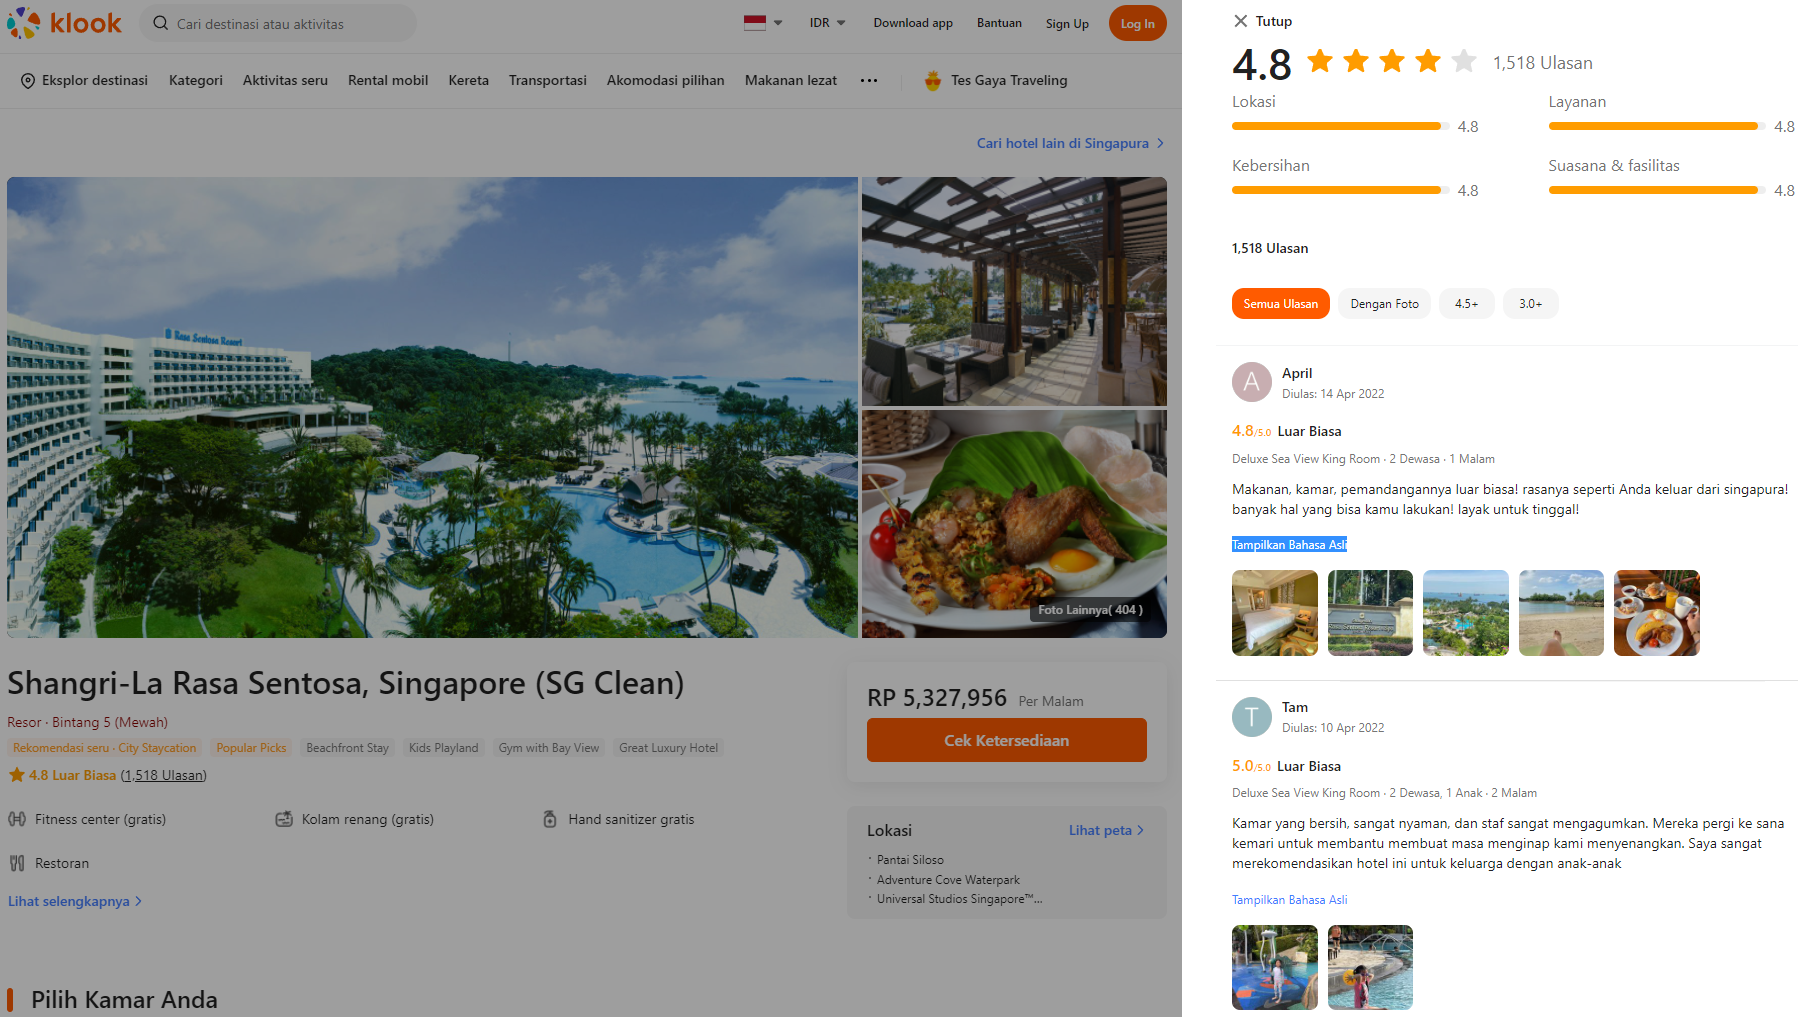 klook
Cari destinasi atau aktivitas
IDR
Download app
Bantuan
Sign Up
Log In
Eksplor destinasi
Kategori
Aktivitas seru
Rental mobil
Kereta
Transportasi
Akomodasi pilihan
Makanan lezat
Tes Gaya Traveling
Cari hotel lain di Singapura
Rasa Sentosa Resort
Foto Lainnya( 404 )
Shangri-La Rasa Sentosa, Singapore (SG Clean)
Resor · Bintang 5 (Mewah)
Rekomendasi seru · City Staycation
Popular Picks
Beachfront Stay
Kids Playland
Gym with Bay View
Great Luxury Hotel
4.8 Luar Biasa (1,518 Ulasan)
Fitness center (gratis)
Kolam renang (gratis)
Hand sanitizer gratis
Restoran
Lihat selengkapnya
RP 5,327,956 Per Malam
Cek Ketersediaan
Lokasi
Lihat peta
· Pantai Siloso
· Adventure Cove Waterpark
· Universal Studios Singapore™...
Pilih Kamar Anda
Tutup
4.8
1,518 Ulasan
Lokasi
4.8
Layanan
4.8
Kebersihan
4.8
Suasana & fasilitas
4.8
1,518 Ulasan
Semua Ulasan
Dengan Foto
4.5+
3.0+
A
April
Diulas: 14 Apr 2022
4.8/5.0 Luar Biasa
Deluxe Sea View King Room · 2 Dewasa · 1 Malam
Makanan, kamar, pemandangannya luar biasa! rasanya seperti Anda keluar dari singapura!
banyak hal yang bisa kamu lakukan! layak untuk tinggal!
Tampilkan Bahasa Asli
T
Tam
Diulas: 10 Apr 2022
5.0/5.0 Luar Biasa
Deluxe Sea View King Room · 2 Dewasa, 1 Anak · 2 Malam
Kamar yang bersih, sangat nyaman, dan staf sangat mengagumkan. Mereka pergi ke sana
kemari untuk membantu membuat masa menginap kami menyenangkan. Saya sangat
merekomendasikan hotel ini untuk keluarga dengan anak-anak
Tampilkan Bahasa Asli